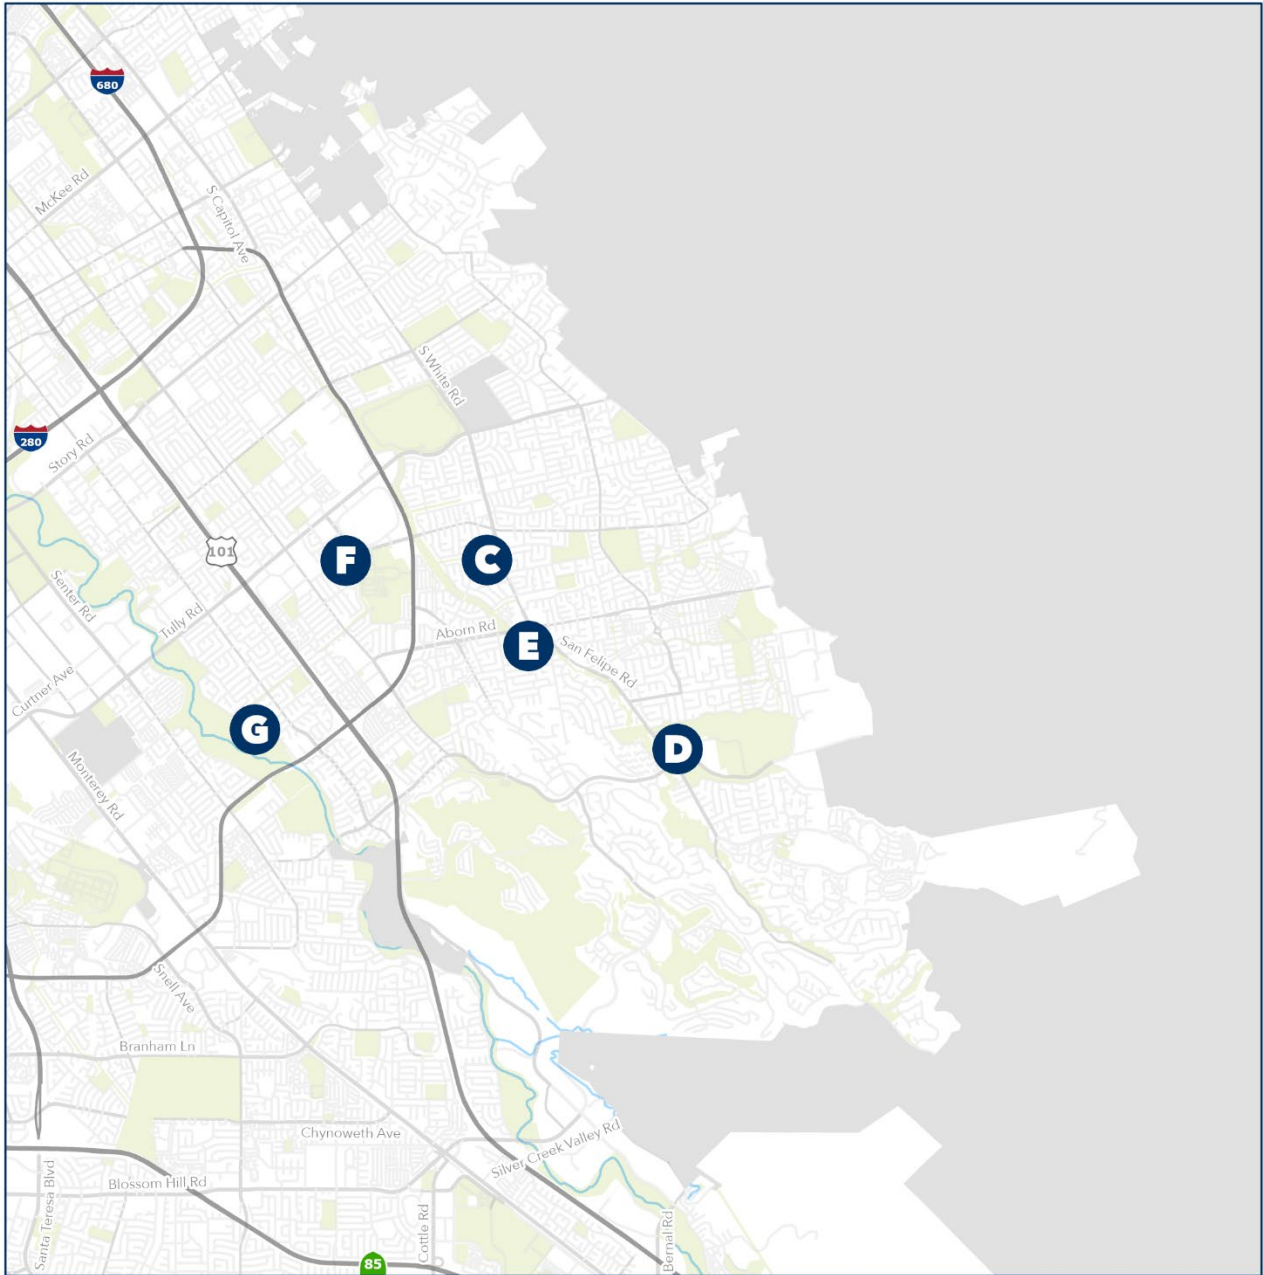 680
McKee Rd
S Capitol Ave
S White Rd
280
Story Rd
101
F
C
Senter Rd
Tully Rd
Aborn Rd
E
San Felipe Rd
Curtner Ave
G
D
Monterey Rd
Snell Ave
Branham Ln
Chynoweth Ave
Silver Creek Valley Rd
Blossom Hill Rd
Santa Teresa Blvd
Cottle Rd
Bernal Rd
85